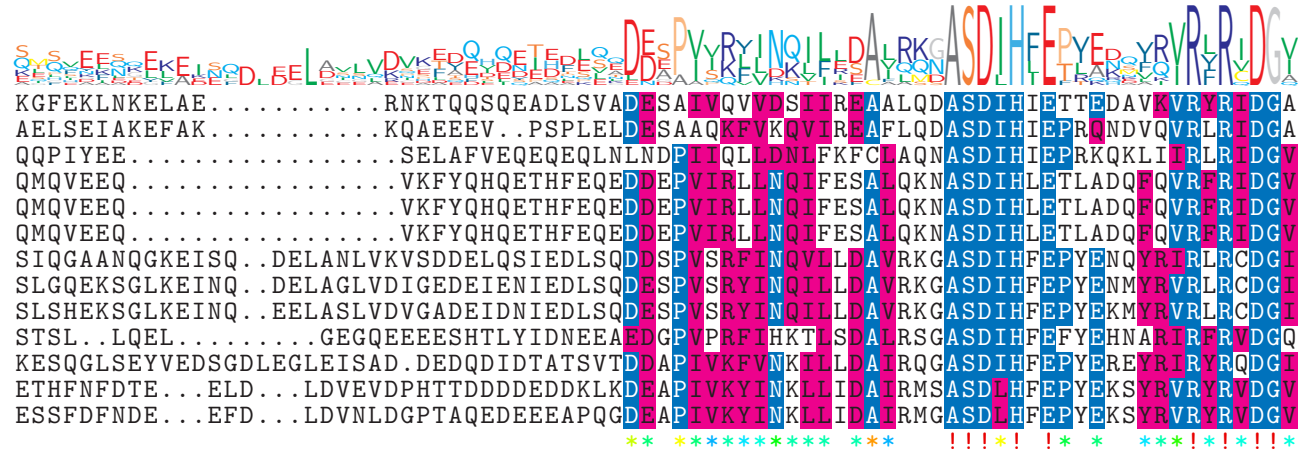 KGFEKLNKELAE...........RNKTQQSQEADLSVADESAIVQVVDSIIREAALQDASDIHIETTEDAVKVRYRIDGA
AELSEIAKEFAK...........KQAEEEV..PSPLELDESAAQKFVKQVIREAFLQDASDIHIEPRQNDVQVRLRIDGA
QQPIYEE.................SELAFVEQEQEQLNLNDPIIQLLDNLFKFCLAQNASDIHIEPRKQKLIIRLRIDGV
QMQVEEQ.................VKFYQHQETHFEQEDDEPVIRLLNQIFESALQKNASDIHLETLADQFQVRFRIDGV
QMQVEEQ.................VKFYQHQETHFEQEDDEPVIRLLNQIFESALQKNASDIHLETLADQFQVRFRIDGV
QMQVEEQ.................VKFYQHQETHFEQEDDEPVIRLLNQIFESALQKNASDIHLETLADQFQVRFRIDGV
SIQGAANQGKEISQ..DELANLVKVSDDELQSIEDLSQDDSPVSRFINQVLLDAVRKGASDIHFEPYENQYRIRLRCDGI
SLGQEKSGLKEINQ..DELAGLVDIGEDEIENIEDLSQDESPVSRYINQILLDAVRKGASDIHFEPYENMYRVRLRCDGI
SLSHEKSGLKEINQ..EELASLVDVGADEIDNIEDLSQDESPVSRYINQILLDAVRKGASDIHFEPYEKMYRVRLRCDGI
STSL..LQEL.........GEGQEEEESHTLYIDNEEAEDGPVPRFIHKTLSDALRSGASDIHFEFYEHNARIRFRVDGQ
KESQGLSEYVEDSGDLEGLEISAD.DEDQDIDTATSVTDDAPIVKFVNKILLDAIRQGASDIHFEPYEREYRIRYRQDGI
ETHFNFDTE...ELD...LDVEVDPHTTDDDDEDDKLKDEAPIVKYINKLLIDAIRMSASDLHFEPYEKSYRVRYRVDGV
ESSFDFNDE...EFD...LDVNLDGPTAQEDEEEAPQGDEAPIVKYINKLLIDAIRMGASDLHFEPYEKSYRVRYRVDGV
** ********** *** !!!*! !* * ***!*!*!!*